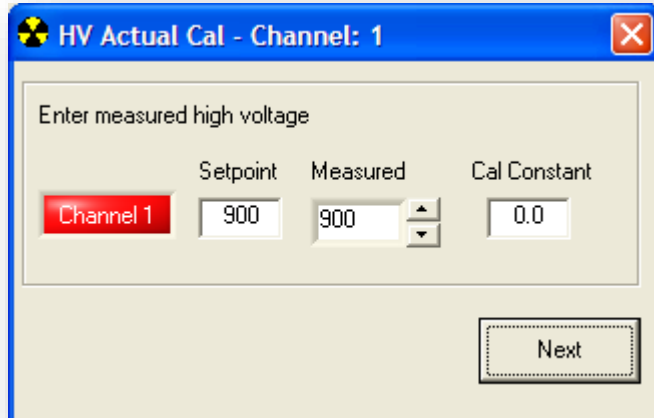 HV Actual Cal - Channel: 1
Enter measured high voltage
Setpoint Measured Cal Constant
Channel 1 900 900 0.0
Next